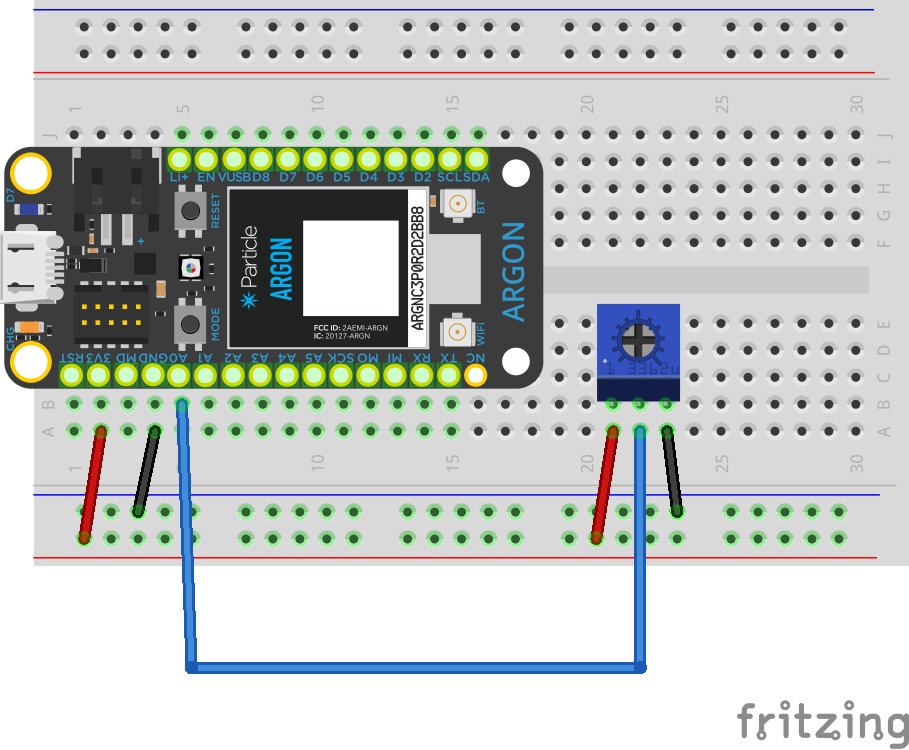 1 5 10 15 20 25 30
J J
I
H
G
F
LI+ EN VUSB D8 D7 D6 D5 D4 D3 D2 SCL SDA
D7
RESET
BT
+
Particle
ARGON
ARGNC3P0R2D2BB8
ARGON
FCC ID: 2AEMI-ARGN
IC: 20127-ARGN
MODE
WiFi
CHG
RST 3V3 MD GND A0 A1 A2 A3 A4 A5 SCK MO MI RX TX NC
E
D
C
B B
A A
1 10 15 20 25 30
fritzing